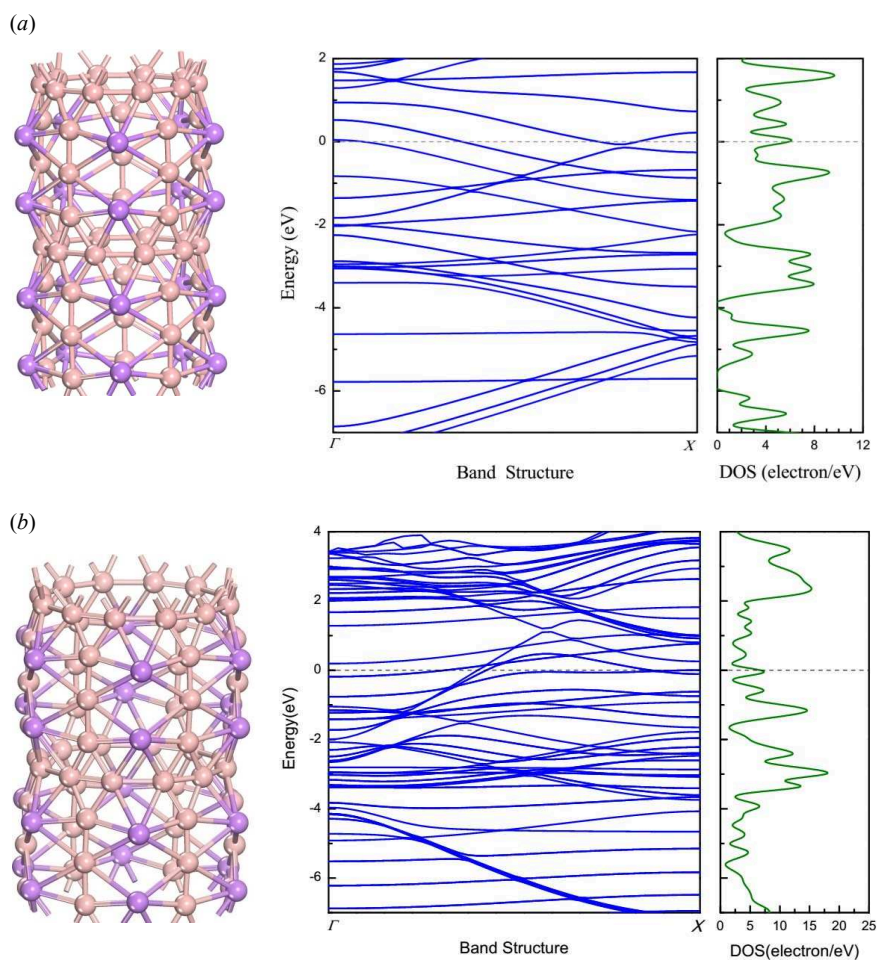 (a)
2
0
-2
-4
-6
Energy (eV)
Γ
X
Band Structure
0 4 8 12
DOS (electron/eV)
(b)
4
2
0
-2
-4
-6
Energy(eV)
Γ
X
Band Structure
0 5 10 15 20 25
DOS(electron/eV)